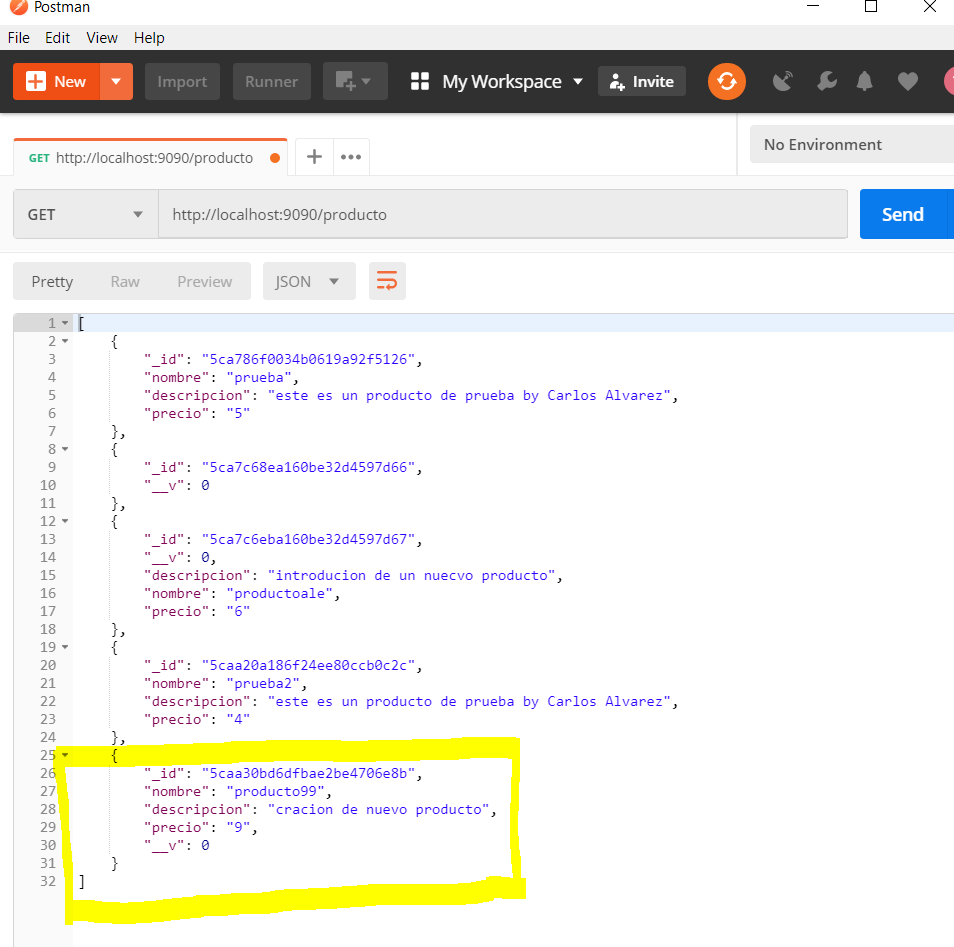 Postman
File Edit View Help
New Import Runner My Workspace Invite
GET http://localhost:9090/producto + ••• No Environment
GET http://localhost:9090/producto Send
Pretty Raw Preview JSON
1 [
2 {
3 "_id": "5ca786f0034b0619a92f5126",
4 "nombre": "prueba",
5 "descripcion": "este es un producto de prueba by Carlos Alvarez",
6 "precio": "5"
7 },
8 {
9 "_id": "5ca7c68ea160be32d4597d66",
10 "__v": 0
11 },
12 {
13 "_id": "5ca7c6eba160be32d4597d67",
14 "__v": 0,
15 "descripcion": "introducion de un nuecvo producto",
16 "nombre": "productoale",
17 "precio": "6"
18 },
19 {
20 "_id": "5caa20a186f24ee80ccb0c2c",
21 "nombre": "prueba2",
22 "descripcion": "este es un producto de prueba by Carlos Alvarez",
23 "precio": "4"
24 },
25 {
26 "_id": "5caa30bd6dfbae2be4706e8b",
27 "nombre": "producto99",
28 "descripcion": "cracion de nuevo producto",
29 "precio": "9",
30 "__v": 0
31 }
32 ]